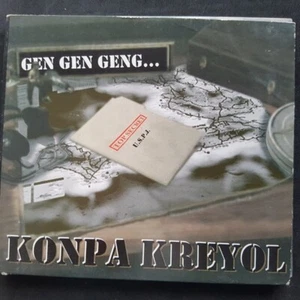 GEN GEN GENG...
TOP SECRET
U.S.P.J.
KONPA KREYOL